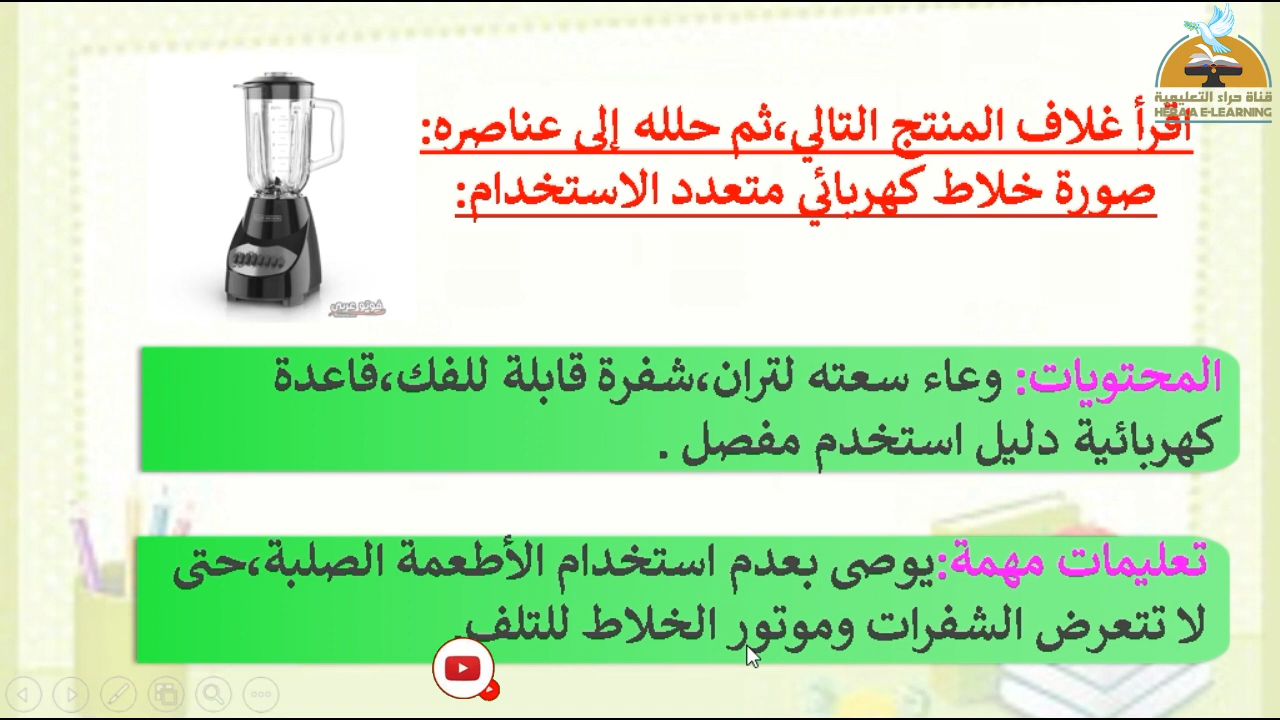 قناة حراء التعليمية
HERAA E-LEARNING
اقرأ غلاف المنتج التالي،ثم حلله إلى عناصره:
صورة خلاط كهربائي متعدد الاستخدام:
فوتو عربي
المحتويات: وعاء سعته لتران،شفرة قابلة للفك،قاعدة
كهربائية دليل استخدم مفصل .
تعليمات مهمة:يوصى بعدم استخدام الأطعمة الصلبة،حتى
لا تتعرض الشفرات وموتور الخلاط للتلف.